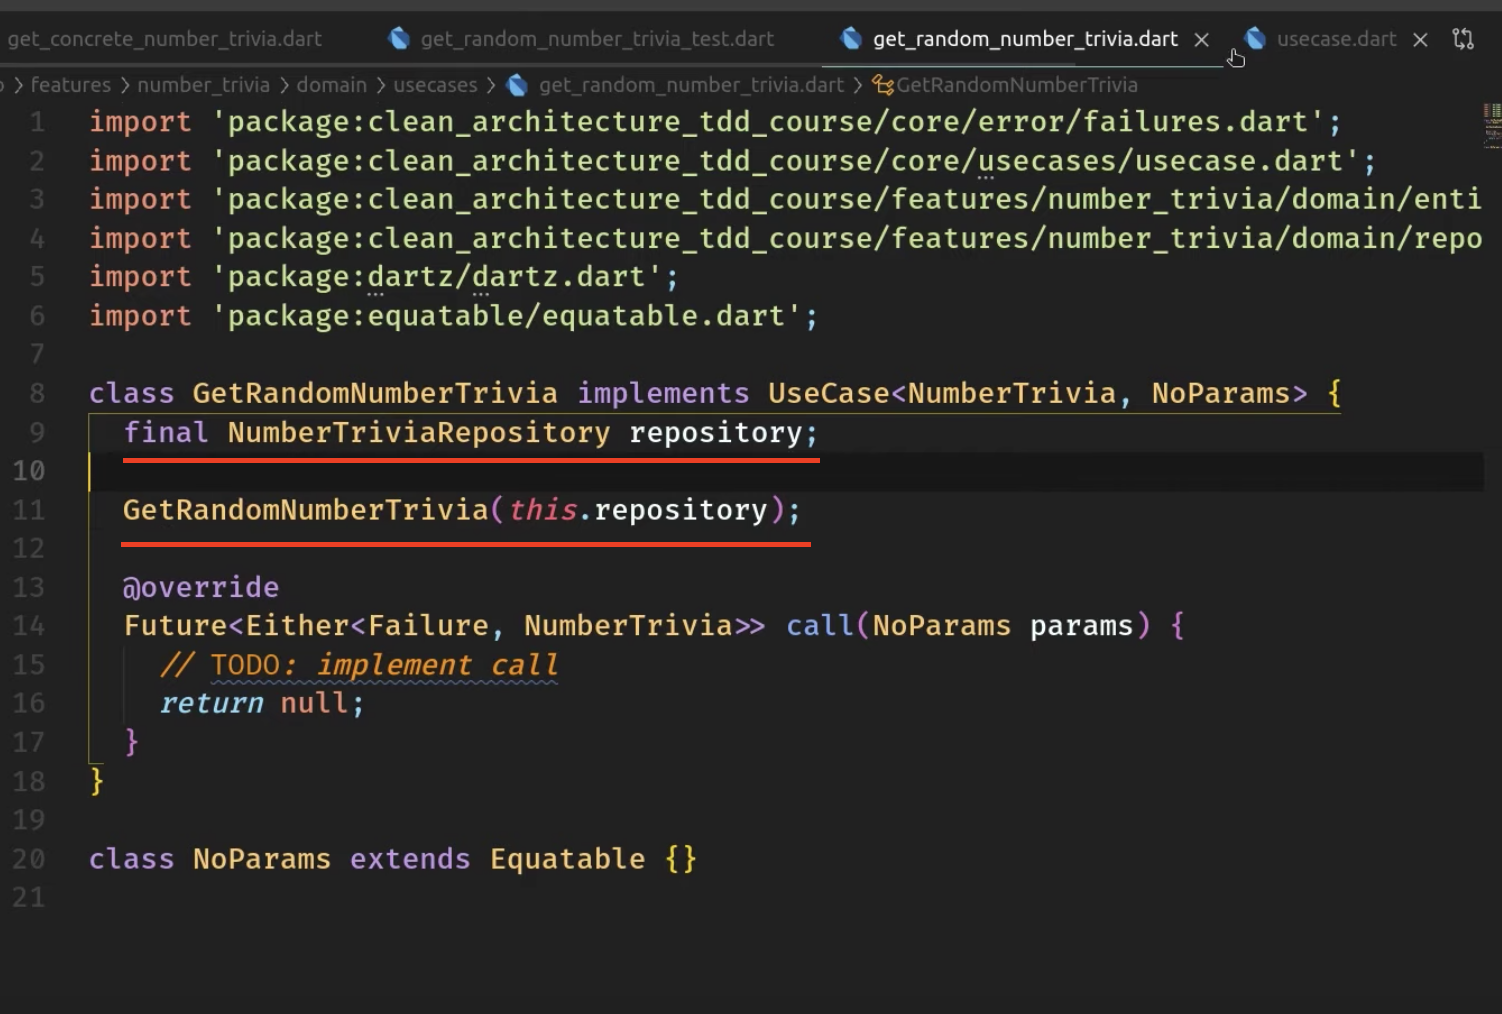 get_concrete_number_trivia.dart get_random_number_trivia_test.dart get_random_number_trivia.dart usecase.dart
features > number_trivia > domain > usecases > get_random_number_trivia.dart > GetRandomNumberTrivia
1 import 'package:clean_architecture_tdd_course/core/error/failures.dart';
2 import 'package:clean_architecture_tdd_course/core/usecases/usecase.dart';
3 import 'package:clean_architecture_tdd_course/features/number_trivia/domain/enti
4 import 'package:clean_architecture_tdd_course/features/number_trivia/domain/repo
5 import 'package:dartz/dartz.dart';
6 import 'package:equatable/equatable.dart';
7
8 class GetRandomNumberTrivia implements UseCase<NumberTrivia, NoParams> {
9 final NumberTriviaRepository repository;
10
11 GetRandomNumberTrivia(this.repository);
12
13 @override
14 Future<Either<Failure, NumberTrivia>> call(NoParams params) {
15 // TODO: implement call
16 return null;
17 }
18 }
19
20 class NoParams extends Equatable {}
21